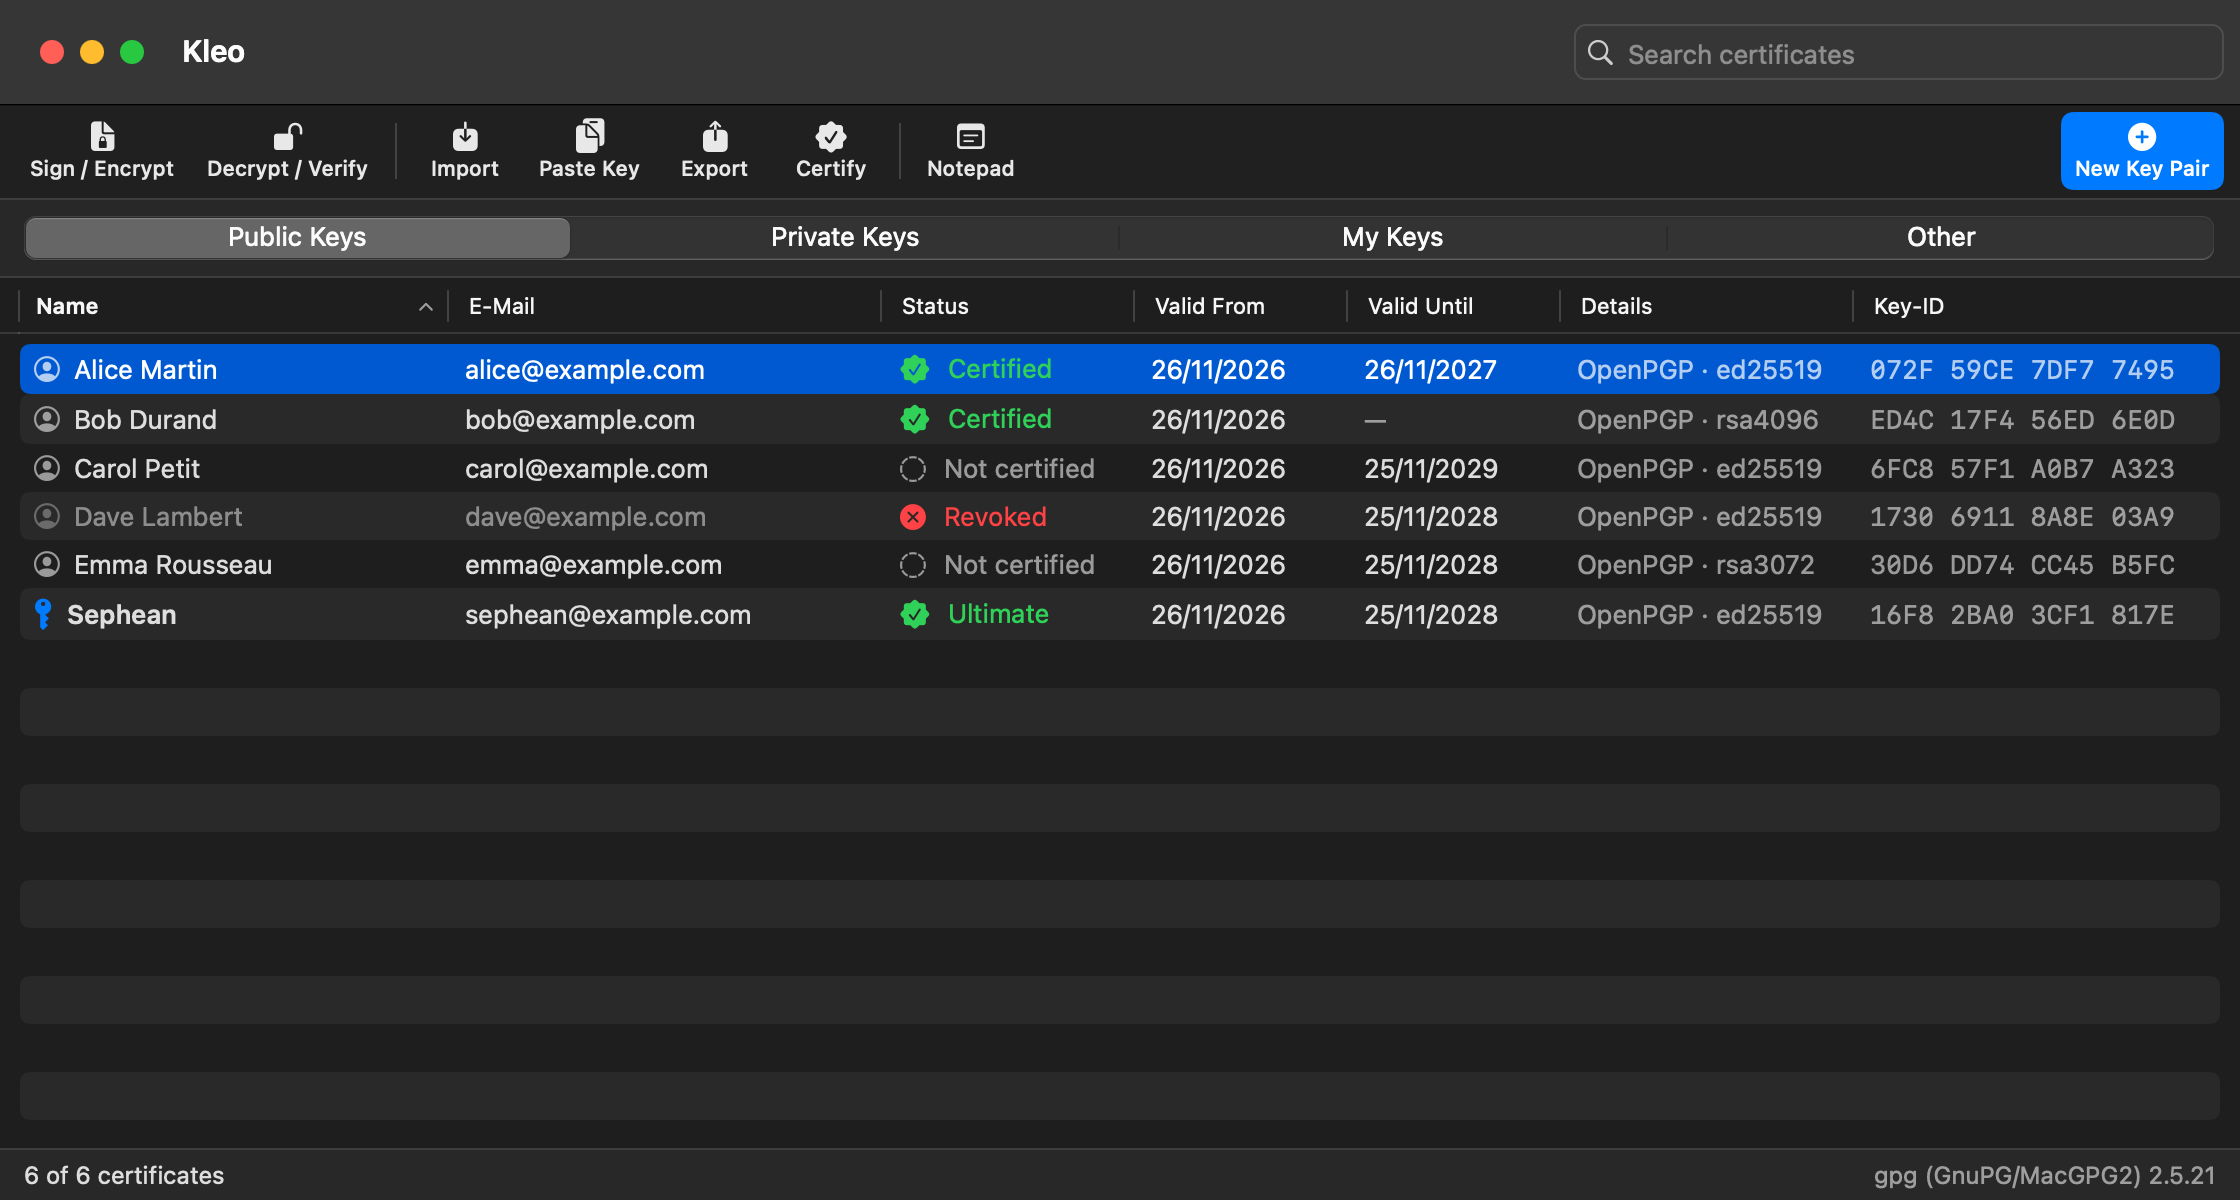 Kleo
Search certificates
Sign / Encrypt
Decrypt / Verify
Import
Paste Key
Export
Certify
Notepad
New Key Pair
Public Keys
Private Keys
My Keys
Other
Name E-Mail Status Valid From Valid Until Details Key-ID
Alice Martin alice@example.com Certified 26/11/2026 26/11/2027 OpenPGP · ed25519 072F 59CE 7DF7 7495
Bob Durand bob@example.com Certified 26/11/2026 — OpenPGP · rsa4096 ED4C 17F4 56ED 6E0D
Carol Petit carol@example.com Not certified 26/11/2026 25/11/2029 OpenPGP · ed25519 6FC8 57F1 A0B7 A323
Dave Lambert dave@example.com Revoked 26/11/2026 25/11/2028 OpenPGP · ed25519 1730 6911 8A8E 03A9
Emma Rousseau emma@example.com Not certified 26/11/2026 25/11/2028 OpenPGP · rsa3072 30D6 DD74 CC45 B5FC
Sephean sephean@example.com Ultimate 26/11/2026 25/11/2028 OpenPGP · ed25519 16F8 2BA0 3CF1 817E
6 of 6 certificates
gpg (GnuPG/MacGPG2) 2.5.21